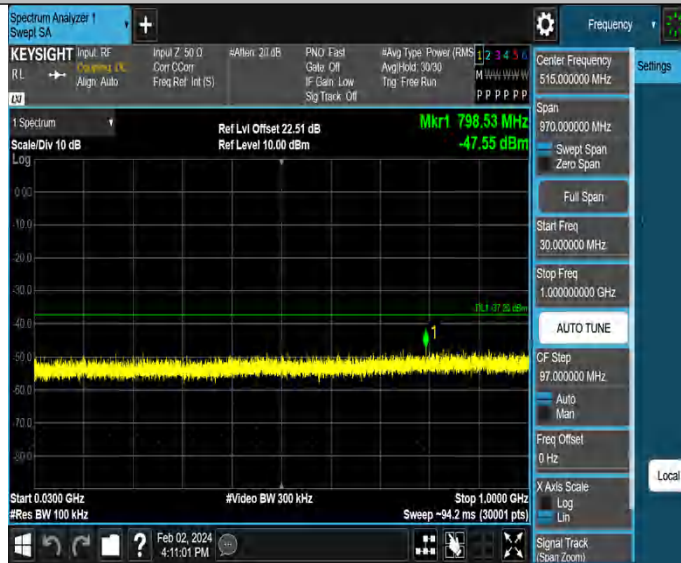 Spectrum Analyzer 1
Swept SA
+
Frequency
KEYSIGHT
RL
Input: RF
Coupling: DC
Align: Auto
Input Z: 50 Ω
Corr CCorr
Freq Ref: Int (S)
#Atten: 20 dB
PNO: Fast
Gate: Off
IF Gain: Low
Sig Track: Off
#Avg Type: Power (RMS
Avg|Hold: 30/30
Trig: Free Run
1 2 3 4 5 6
M W W W W W
P P P P P P
LXI
1 Spectrum
Scale/Div 10 dB
Log
Ref Lvl Offset 22.51 dB
Ref Level 10.00 dBm
Mkr1 798.53 MHz
-47.55 dBm
0.00
-10.0
-20.0
-30.0
-40.0
-50.0
-60.0
-70.0
-80.0
1
Start 0.0300 GHz
#Res BW 100 kHz
#Video BW 300 kHz
Stop 1.0000 GHz
Sweep ~94.2 ms (30001 pts)
?
Feb 02, 2024
4:11:01 PM
Center Frequency
515.000000 MHz
Settings
Span
970.000000 MHz
Swept Span
Zero Span
Full Span
Start Freq
30.000000 MHz
Stop Freq
1.000000000 GHz
AUTO TUNE
CF Step
97.000000 MHz
Auto
Man
Freq Offset
0 Hz
X Axis Scale
Log
Lin
Local
Signal Track
(Span Zoom)